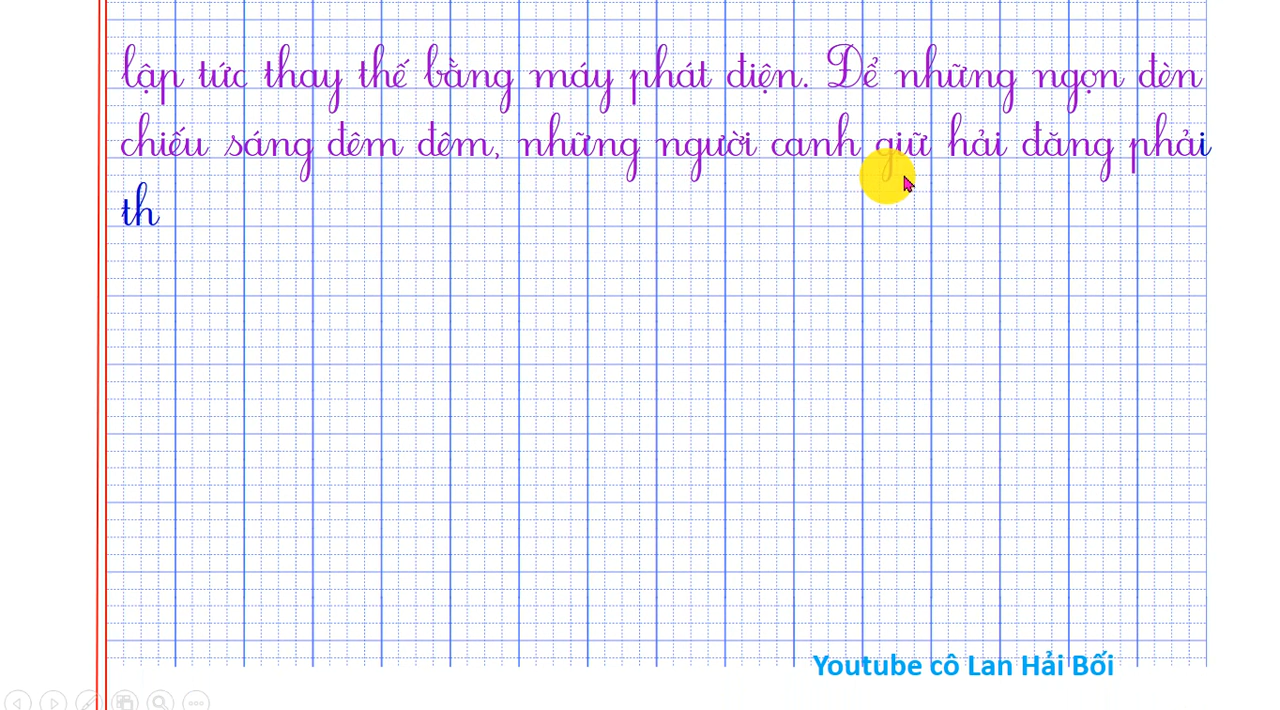 lập tức thay thế bằng máy phát điện. Để những ngọn đèn
chiếu sáng đêm đêm, những người canh giữ hải đăng phải
th
Youtube cô Lan Hải Bối